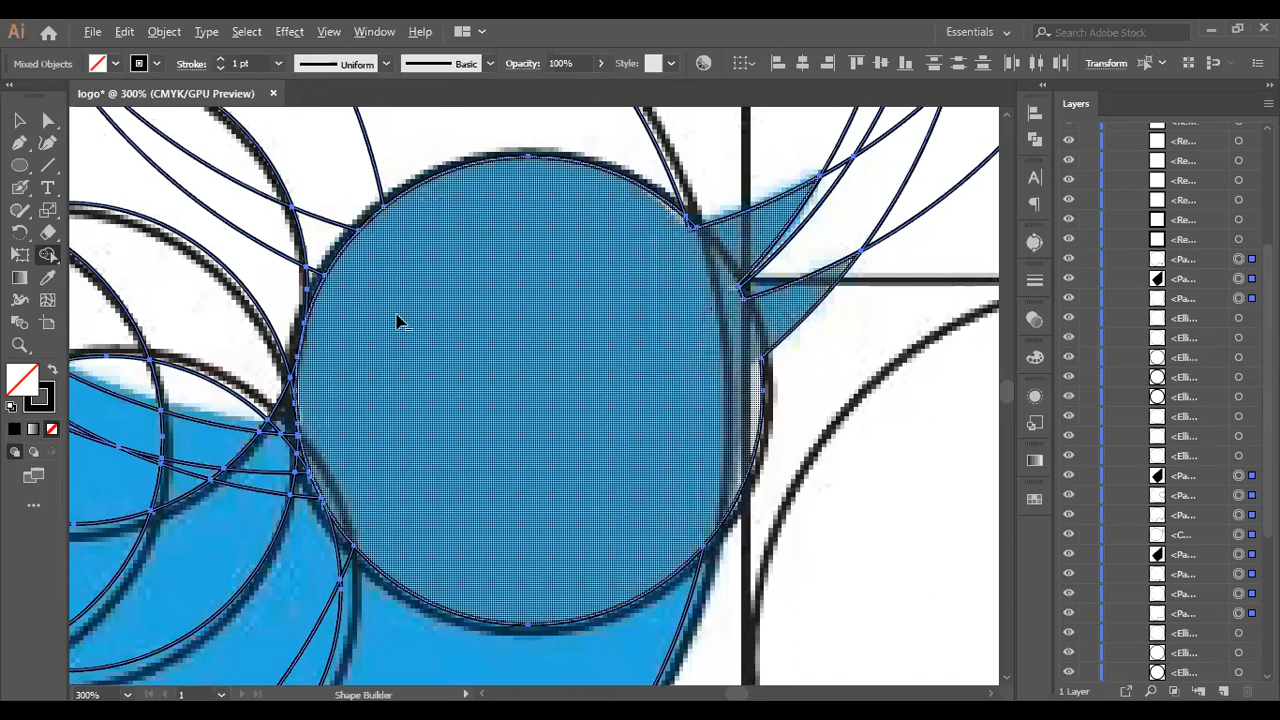 Ai File Edit Object Type Select Effect View Window Help Essentials Search Adobe Stock
Mixed Objects Stroke: 1 pt Uniform Basic Opacity: 100% Style: Transform
logo* @ 300% (CMYK/GPU Preview) × Layers
<Re...
<Re...
<Re...
<Re...
<Re...
<Re...
<Pa...
<Pa...
<Pa...
<Elli...
<Elli...
<Elli...
<Elli...
<Elli...
<Elli...
<Elli...
<Elli...
<Pa...
<Pa...
<Pa...
<C...
<Pa...
<Pa...
<Pa...
<Pa...
<Elli...
<Elli...
<Elli...
300% 1 Shape Builder 1 Layer